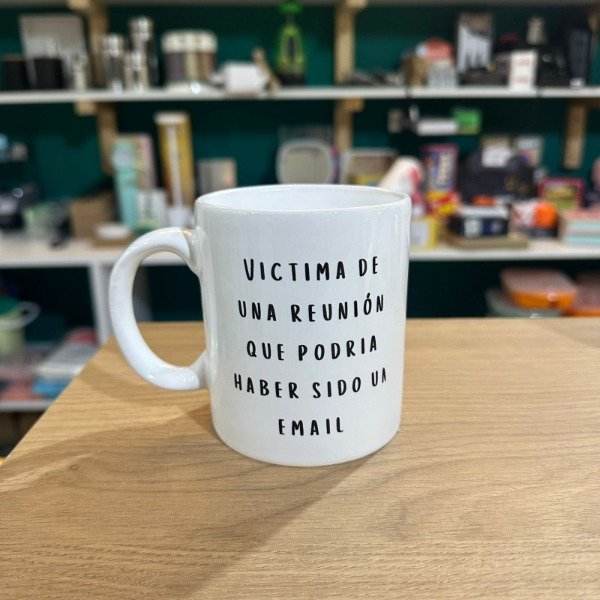 VICTIMA DE
UNA REUNIÓN
QUE PODRIA
HABER SIDO UN
EMAIL